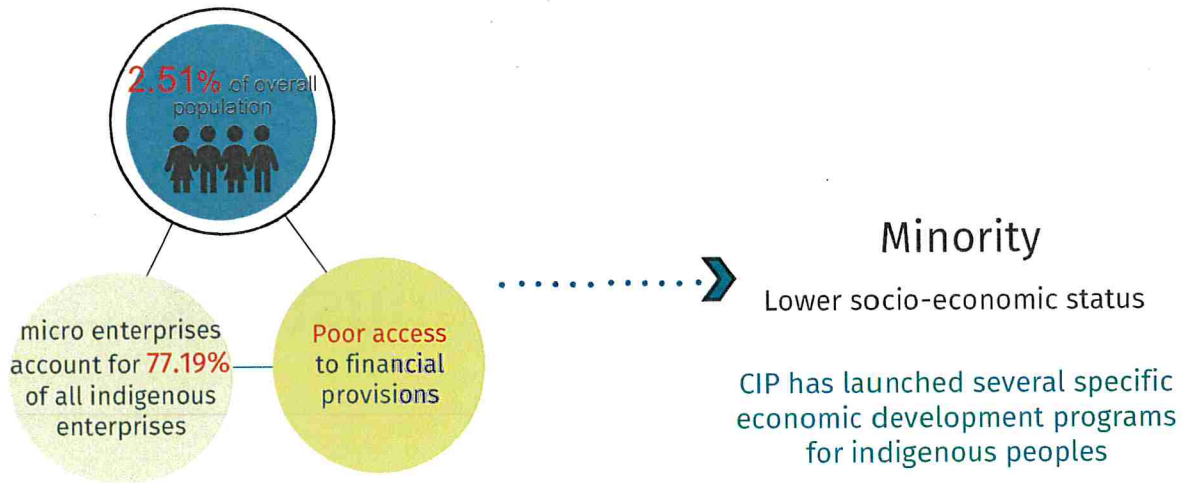 2.51% of overall
population
micro enterprises
account for 77.19%
of all indigenous
enterprises
Poor access
to financial
provisions
Minority
Lower socio-economic status
CIP has launched several specific
economic development programs
for indigenous peoples